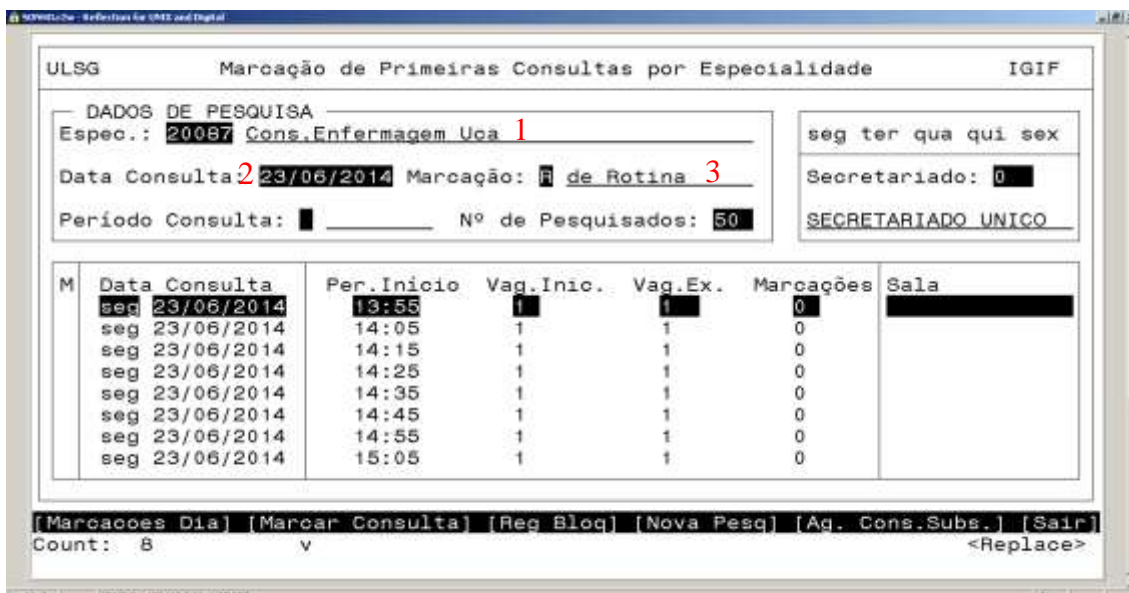 Reflection for UNIX and Digital
ULSG Marcação de Primeiras Consultas por Especialidade IGIF
DADOS DE PESQUISA
Espec.: 20087 Cons.Enfermagem Uca 1
seg ter qua qui sex
Data Consulta: 2 23/06/2014 Marcação: R de Rotina 3
Secretariado: 0
Período Consulta: Nº de Pesquisados: 50
SECRETARIADO UNICO
M Data Consulta Per.Inicio Vag.Inic. Vag.Ex. Marcações Sala
seg 23/06/2014 13:55 1 1 0
seg 23/06/2014 14:05 1 1 0
seg 23/06/2014 14:15 1 1 0
seg 23/06/2014 14:25 1 1 0
seg 23/06/2014 14:35 1 1 0
seg 23/06/2014 14:45 1 1 0
seg 23/06/2014 14:55 1 1 0
seg 23/06/2014 15:05 1 1 0
[Marcacoes Dia] [Marcar Consulta] [Reg Bloq] [Nova Pesq] [Ag. Cons.Subs.] [Sair]
Count: 8 v <Replace>